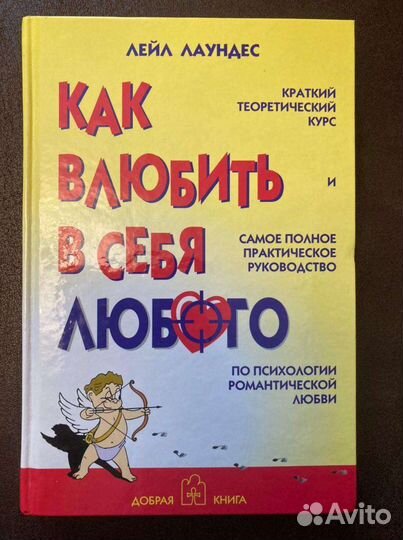 ЛЕЙЛ ЛАУНДЕС
КАК
ВЛЮБИТЬ
В СЕБЯ
ЛЮБОГО
КРАТКИЙ
ТЕОРЕТИЧЕСКИЙ
КУРС
И
САМОЕ ПОЛНОЕ
ПРАКТИЧЕСКОЕ
РУКОВОДСТВО
ПО ПСИХОЛОГИИ
РОМАНТИЧЕСКОЙ
ЛЮБВИ
ДОБРАЯ КНИГА
Avito